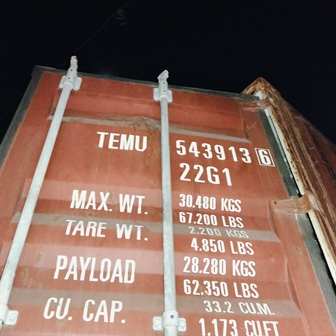 TEMU 543913 6
22G1
MAX. WT. 30.480 KGS
67.200 LBS
TARE WT. 2.200 KGS
4.850 LBS
PAYLOAD 28.280 KGS
62.350 LBS
CU. CAP. 33.2 CU.M.
1.173 CU.FT.